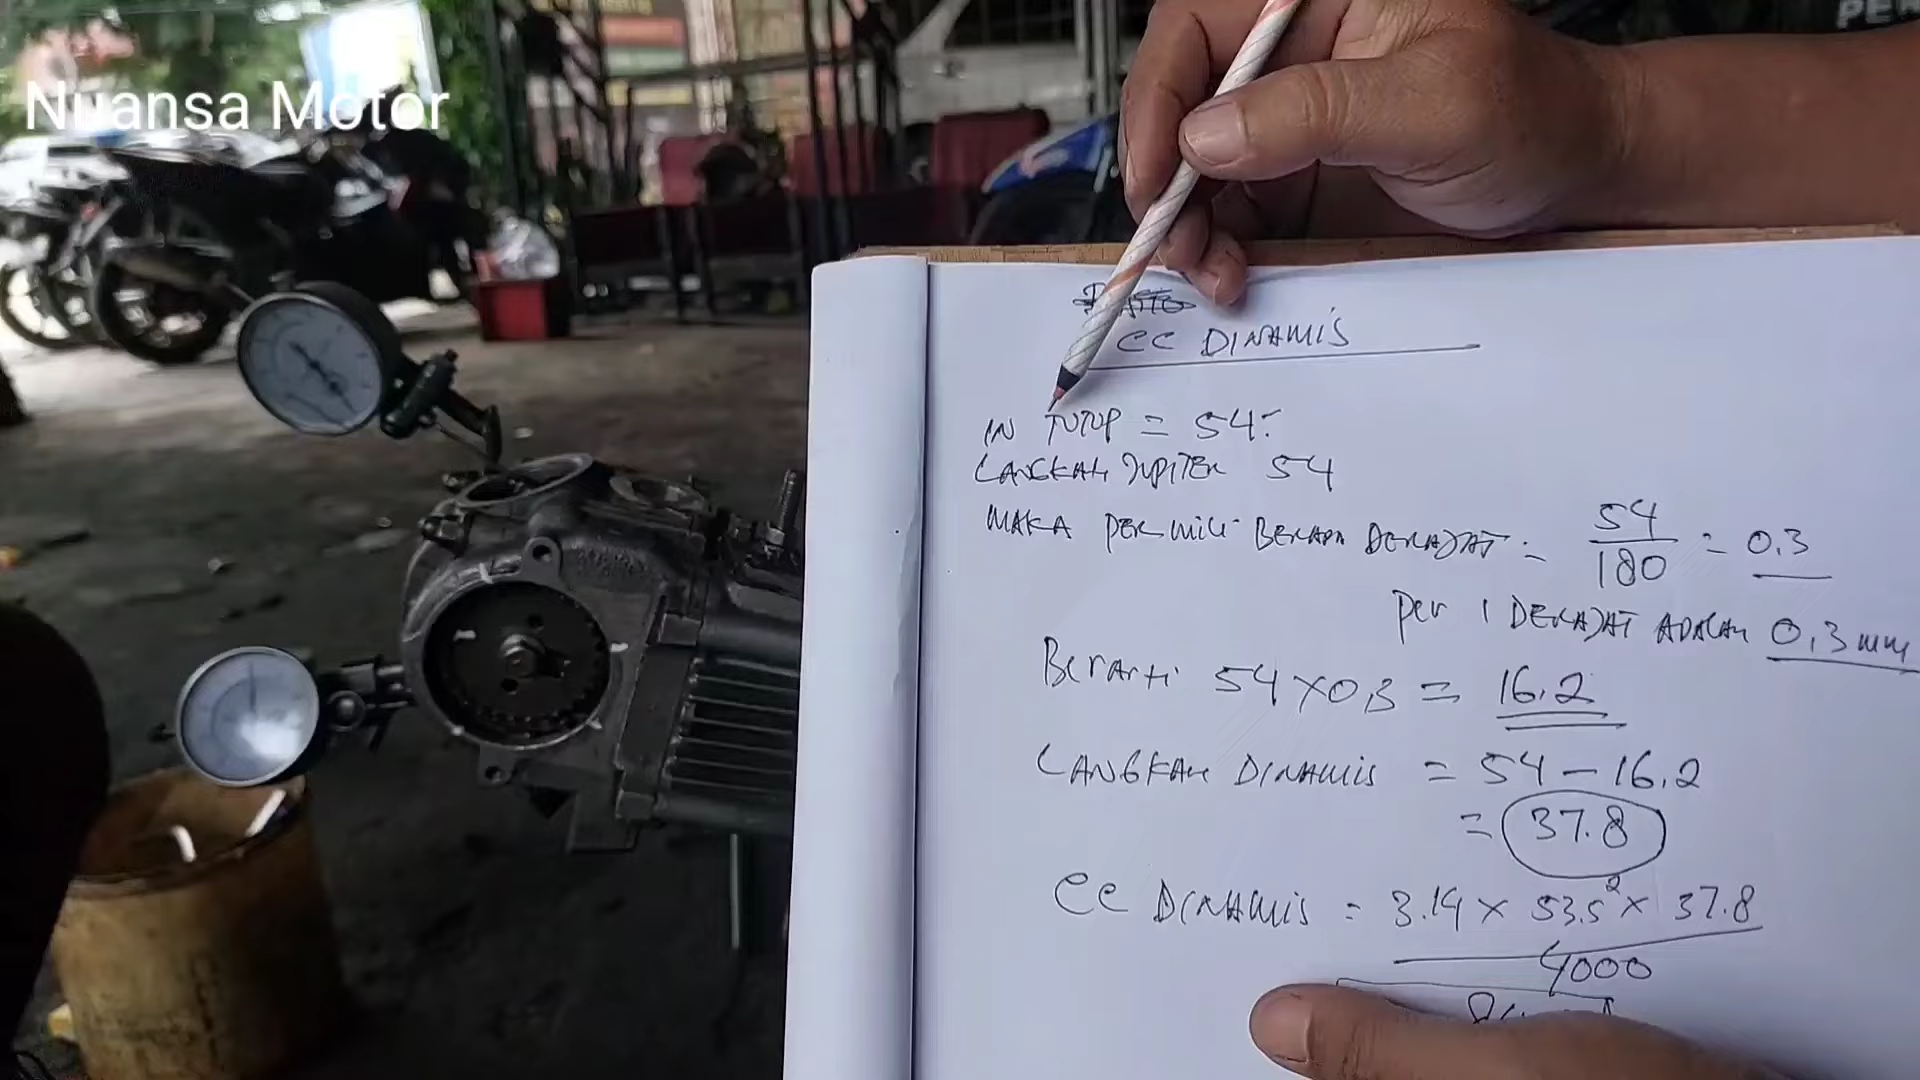 Nuansa Motor
PER
CC DINAMIS
IN TUTUP = 54°
LANGKAH JUPITER 54
MAKA PER MILI BERAPA DERAJAT = 54/180 = 0.3
Per 1 DERAJAT ADALAH 0,3 mm
BErArti 54 X 0.3 = 16.2
LANGKAH DINAMIS = 54 - 16.2
= 37.8
CC DINAMIS = 3.14 x 53.5² x 37.8
4000